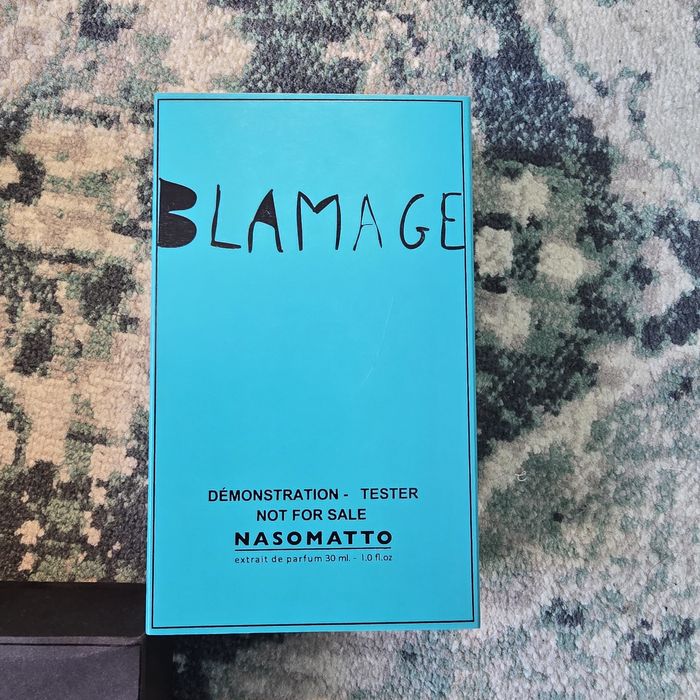 BLAMAGE
DÉMONSTRATION - TESTER
NOT FOR SALE
NASOMATTO
extrait de parfum 30 ml. - 1.0 fl.oz